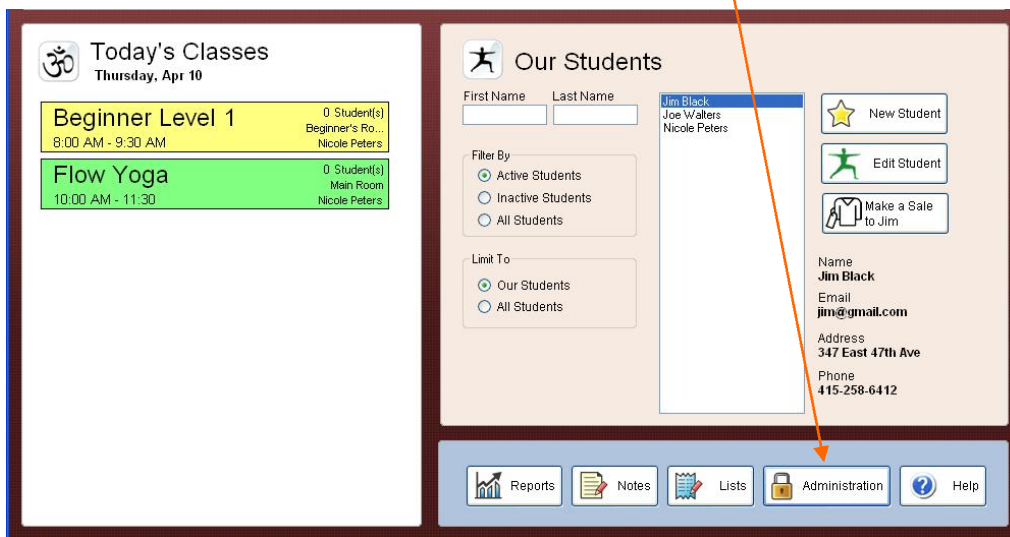 Today's Classes
Thursday, Apr 10
Beginner Level 1
0 Student(s)
Beginner's Ro...
8:00 AM - 9:30 AM
Nicole Peters
Flow Yoga
0 Student(s)
Main Room
10:00 AM - 11:30
Nicole Peters
Our Students
First Name
Last Name
Filter By
Active Students
Inactive Students
All Students
Limit To
Our Students
All Students
Jim Black
Joe Walters
Nicole Peters
New Student
Edit Student
Make a Sale
to Jim
Name
Jim Black
Email
jim@gmail.com
Address
347 East 47th Ave
Phone
415-258-6412
Reports
Notes
Lists
Administration
Help